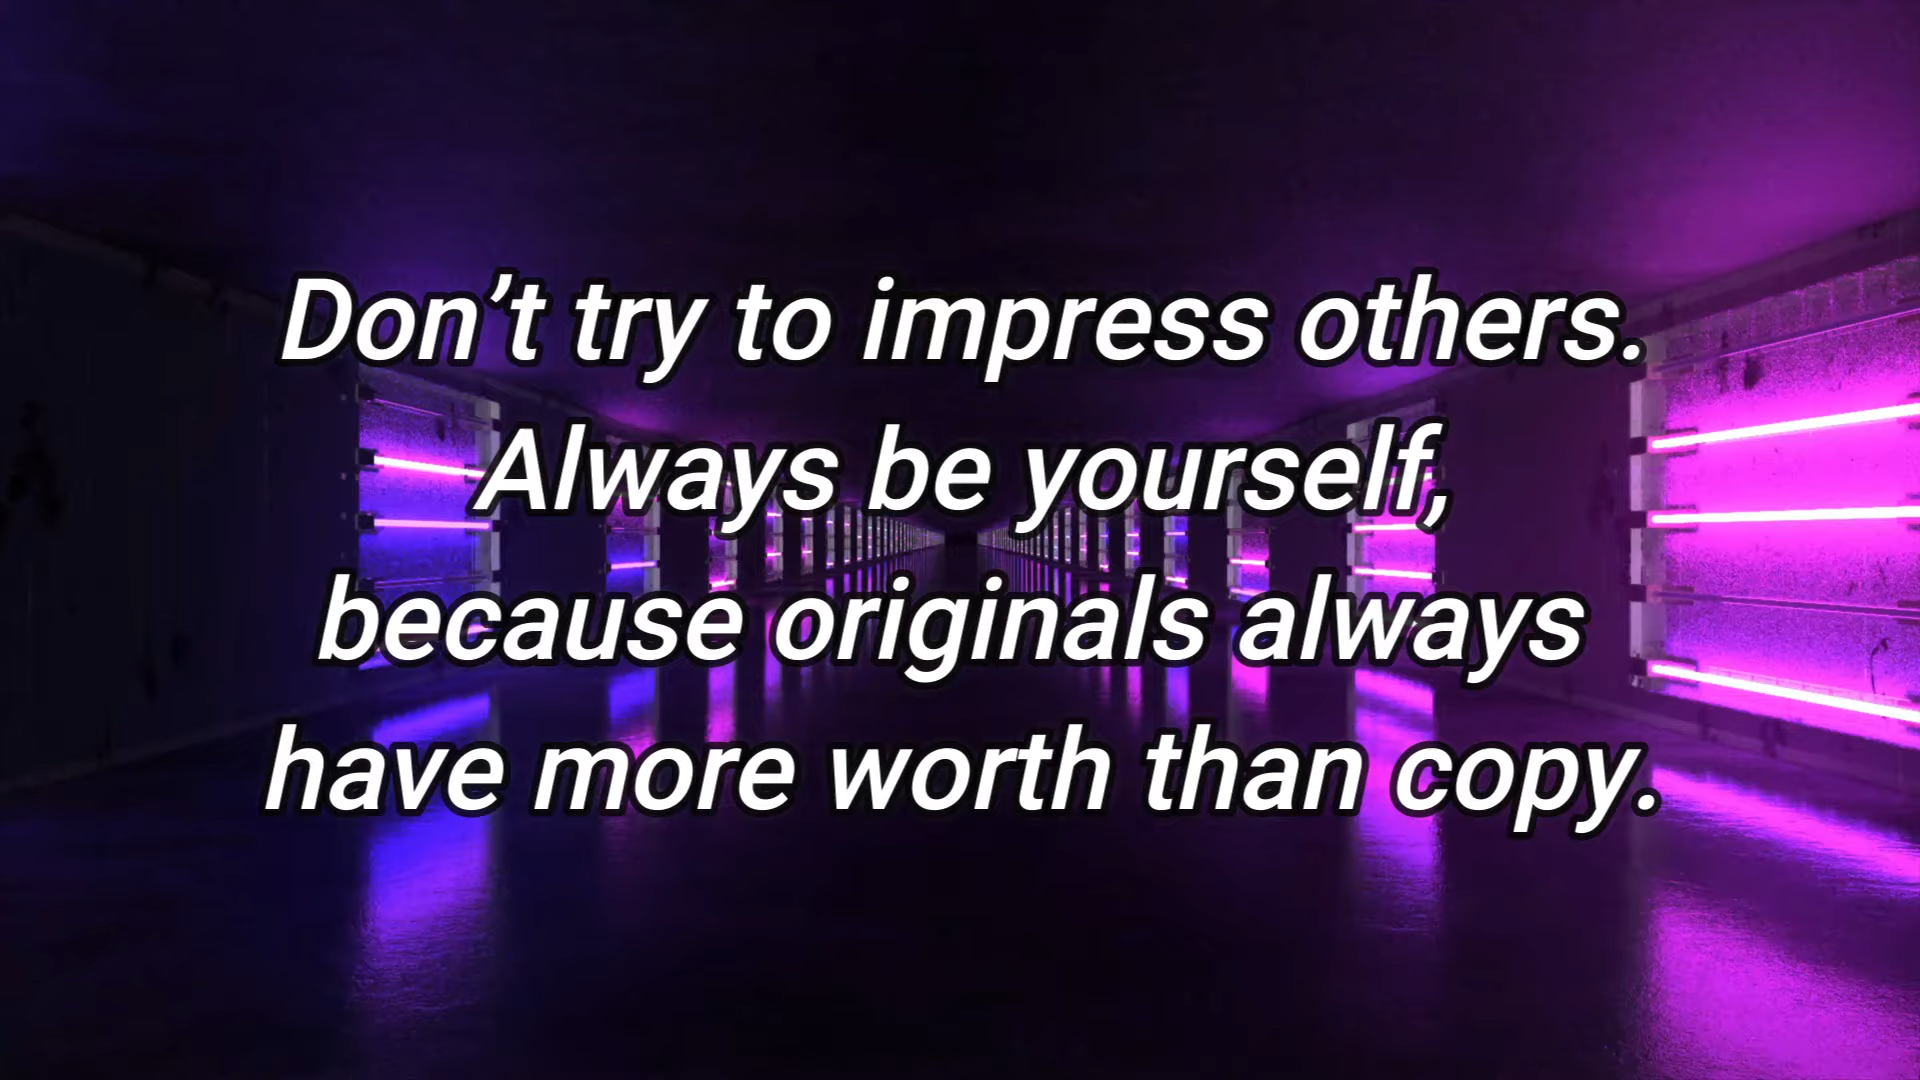 Don’t try to impress others.
Always be yourself,
because originals always
have more worth than copy.